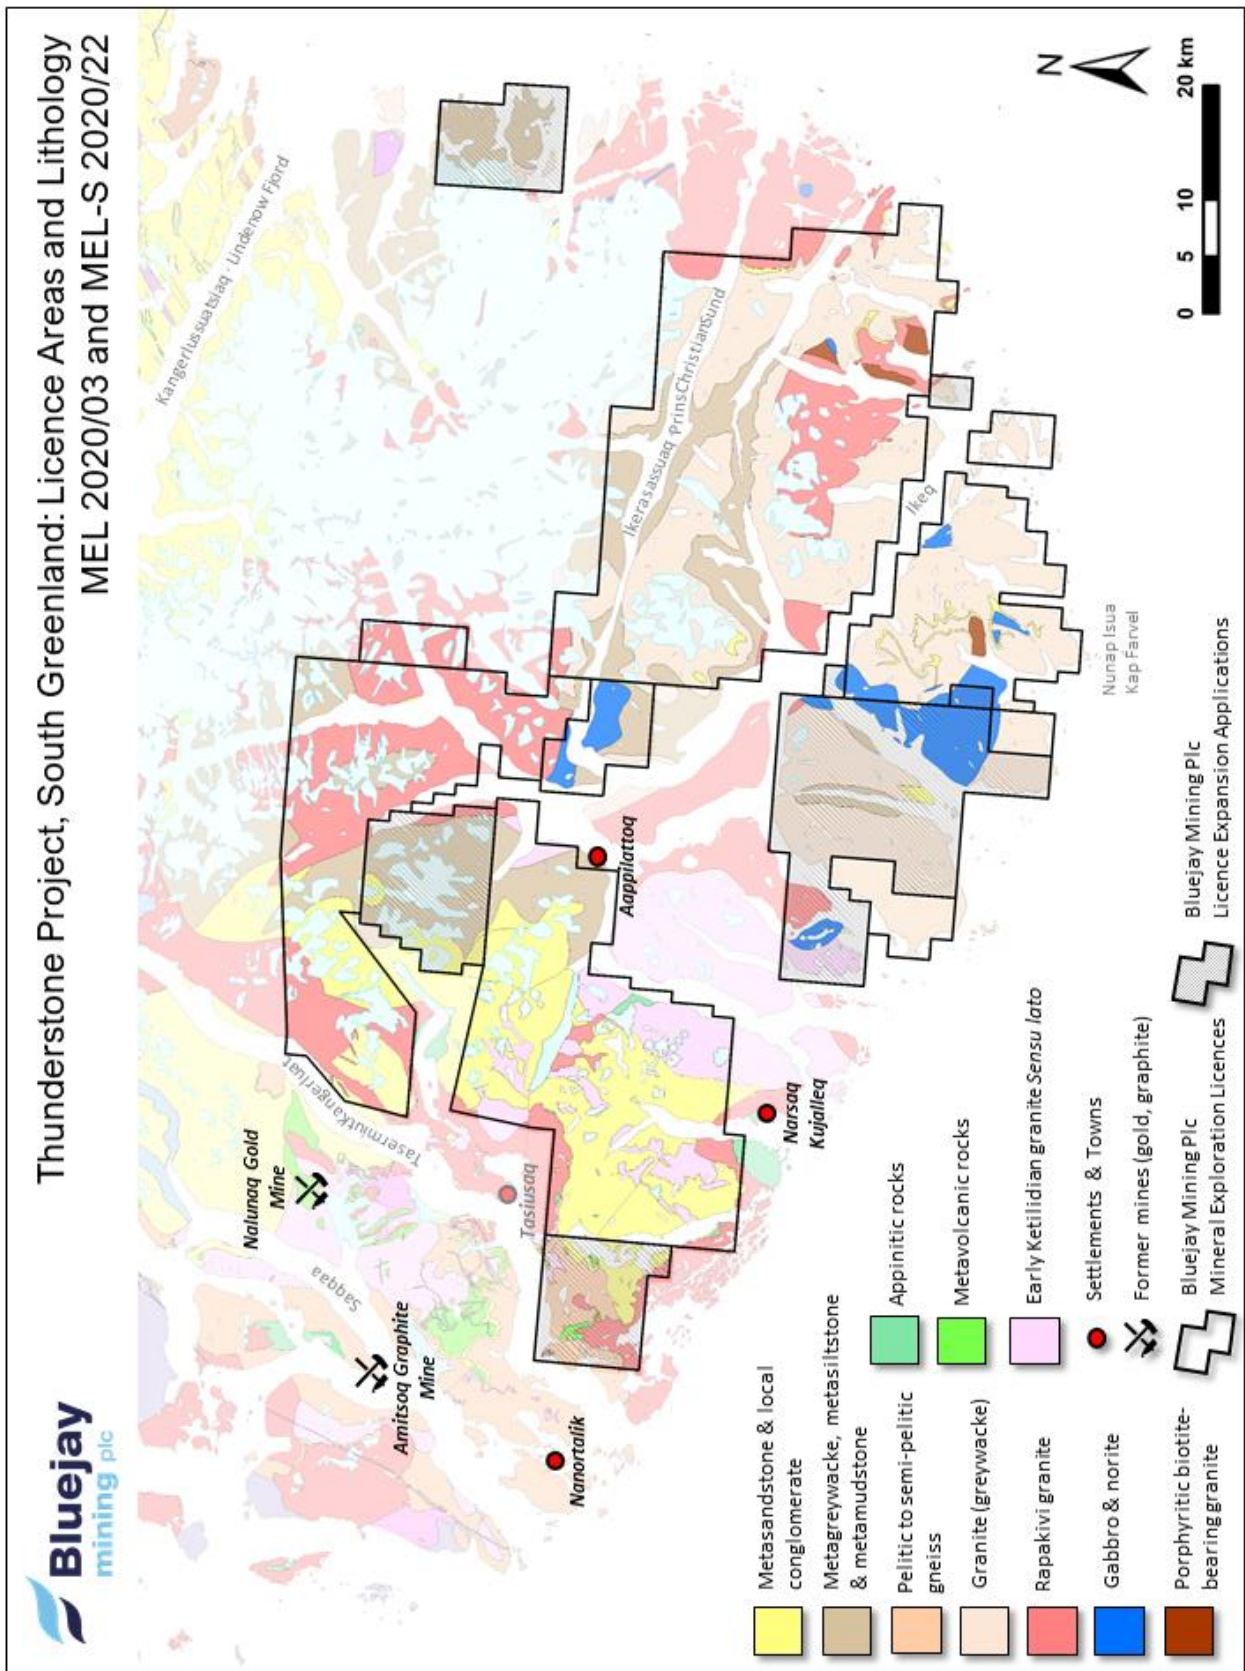 Bluejay
mining plc
Thunderstone Project, South Greenland: Licence Areas and Lithology
MEL 2020/03 and MEL-S 2020/22
Kangerlussuatsiaq - Lindenow Fjord
Nalunaq Gold
Mine
Saqqaa
TasermiutKangerluat
Amitsoq Graphite
Mine
Tasiusaq
Nanortalik
Aappilattoq
Narsaq
Kujalleq
Ikerasassuaq PrinsChristianSund
Ikeq
Nunap Isua
Kap Farvel
N
0 5 10 20 km
Metasandstone & local
conglomerate
Metagreywacke, metasiltstone
& metamudstone
Pelitic to semi-pelitic
gneiss
Granite (greywacke)
Rapakivi granite
Gabbro & norite
Porphyritic biotite-
bearing granite
Appinitic rocks
Metavolcanic rocks
Early Ketilidian granite Sensu lato
Settlements & Towns
Former mines (gold, graphite)
Bluejay Mining Plc
Mineral Exploration Licences
Bluejay Mining Plc
Licence Expansion Applications